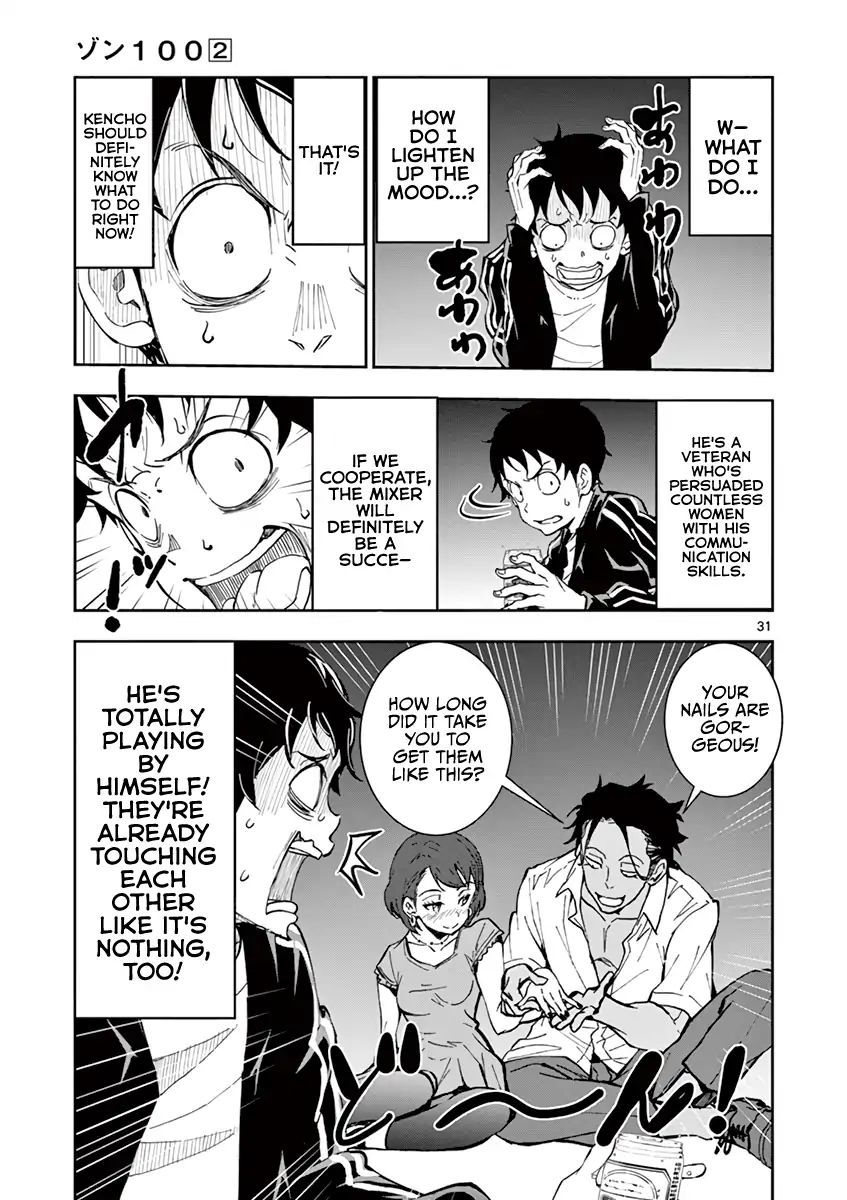 ゾン１００2
W–
WHAT
DO I
DO...
あわわ
HOW
DO I
LIGHTEN
UP THE
MOOD...?
あわわ
THAT'S
IT!
KENCHO
SHOULD
DEFI-
NITELY
KNOW
WHAT
TO DO
RIGHT
NOW!
HE'S A
VETERAN
WHO'S
PERSUADED
COUNTLESS
WOMEN
WITH HIS
COMMU-
NICATION
SKILLS.
IF WE
COOPERATE,
THE MIXER
WILL
DEFINITELY
BE A
SUCCE–
31
YOUR
NAILS ARE
GOR-
GEOUS!
HOW LONG
DID IT TAKE
YOU TO
GET THEM
LIKE THIS?
HE'S
TOTALLY
PLAYING
BY
HIMSELF!
THEY'RE
ALREADY
TOUCHING
EACH
OTHER
LIKE IT'S
NOTHING,
TOO!
ど〜ん!